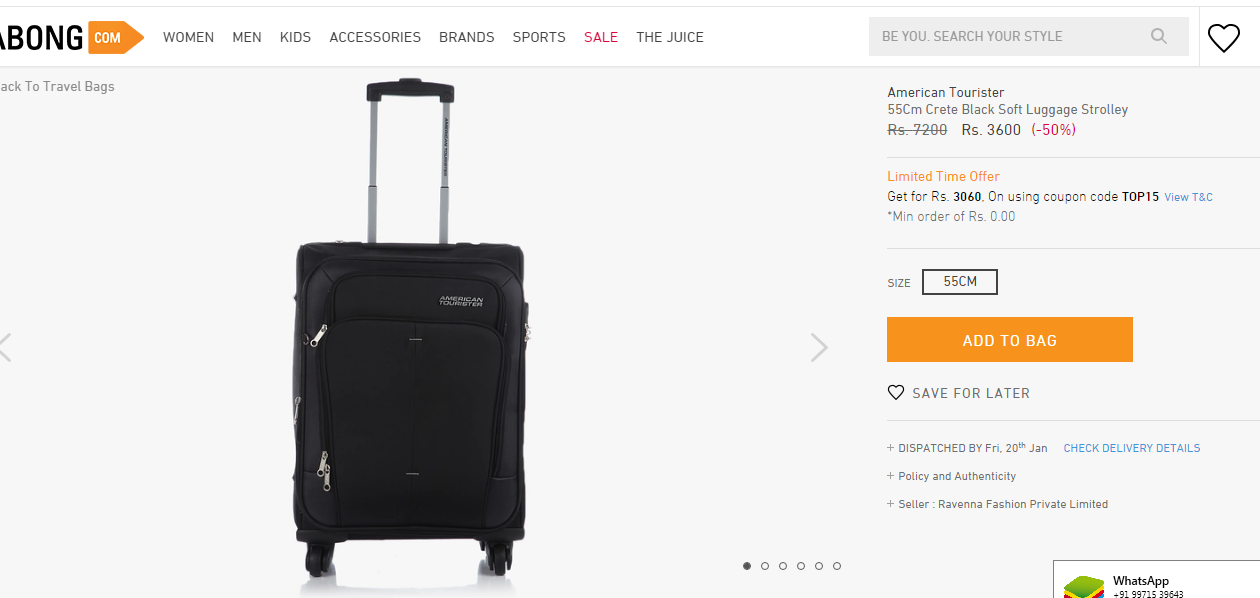 ABONG COM
WOMEN MEN KIDS ACCESSORIES BRANDS SPORTS SALE THE JUICE
BE YOU. SEARCH YOUR STYLE
ack To Travel Bags
AMERICAN TOURISTER
AMERICAN
TOURISTER
American Tourister
55Cm Crete Black Soft Luggage Strolley
Rs. 7200 Rs. 3600 (-50%)
Limited Time Offer
Get for Rs. 3060, On using coupon code TOP15 View T&C
*Min order of Rs. 0.00
SIZE 55CM
ADD TO BAG
SAVE FOR LATER
+ DISPATCHED BY Fri, 20th Jan CHECK DELIVERY DETAILS
+ Policy and Authenticity
+ Seller : Ravenna Fashion Private Limited
WhatsApp
+91 99715 39643